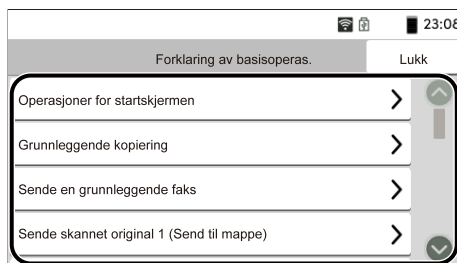 23:08
Forklaring av basisoperas.
Lukk
Operasjoner for startskjermen
Grunnleggende kopiering
Sende en grunnleggende faks
Sende skannet original 1 (Send til mappe)